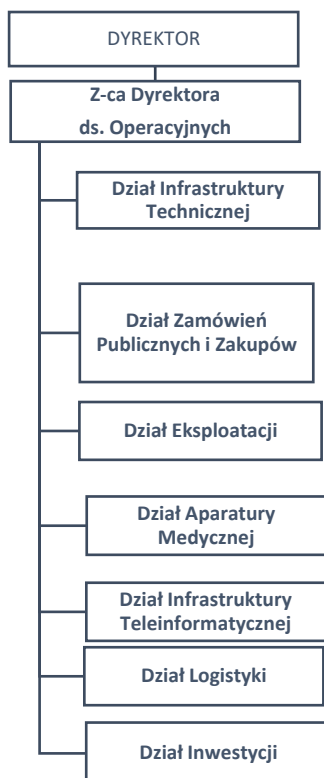 DYREKTOR
Z-ca Dyrektora
ds. Operacyjnych
Dział Infrastruktury
Technicznej
Dział Zamówień
Publicznych i Zakupów
Dział Eksploatacji
Dział Aparatury
Medycznej
Dział Infrastruktury
Teleinformatycznej
Dział Logistyki
Dział Inwestycji